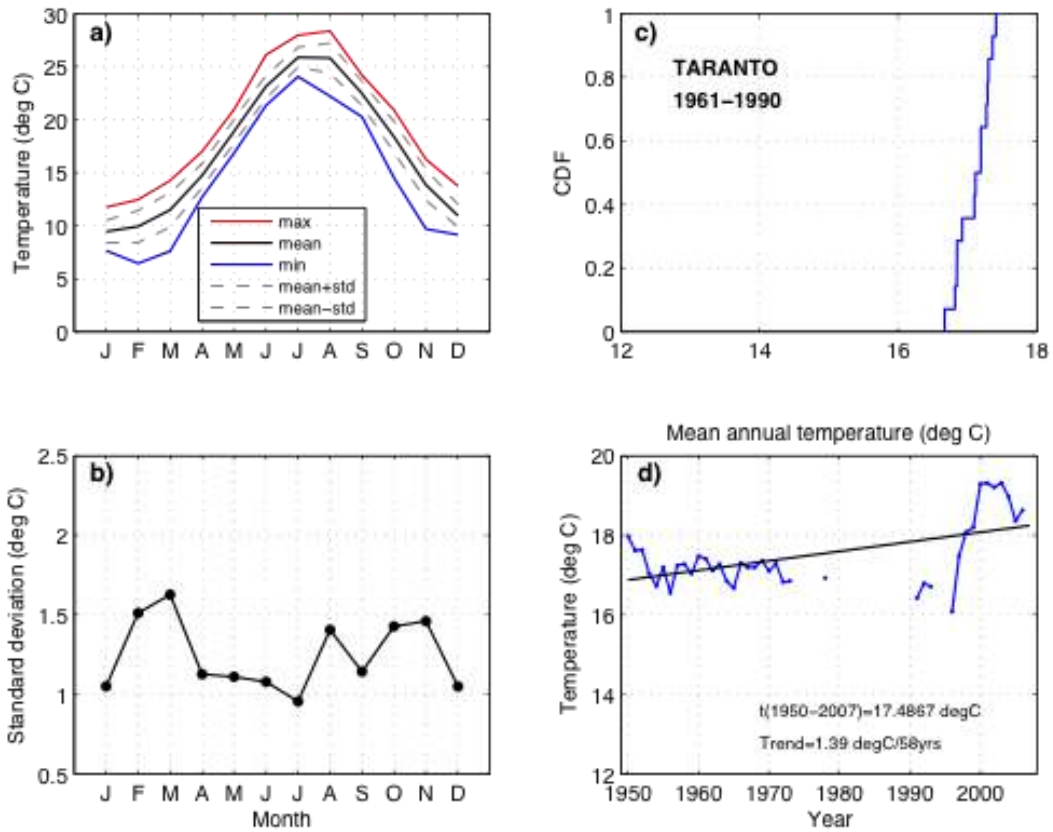 a)
Temperature (deg C)
30
25
20
15
10
5
0
J F M A M J J A S O N D
max
mean
min
mean+std
mean−std
c)
TARANTO
1961−1990
CDF
1
0.8
0.6
0.4
0.2
0
12 14 16 18
b)
Standard deviation (deg C)
2.5
2
1.5
1
0.5
J F M A M J J A S O N D
Month
Mean annual temperature (deg C)
d)
Temperature (deg C)
20
18
16
14
12
t(1950−2007)=17.4867 degC
Trend=1.39 degC/58yrs
1950 1960 1970 1980 1990 2000
Year